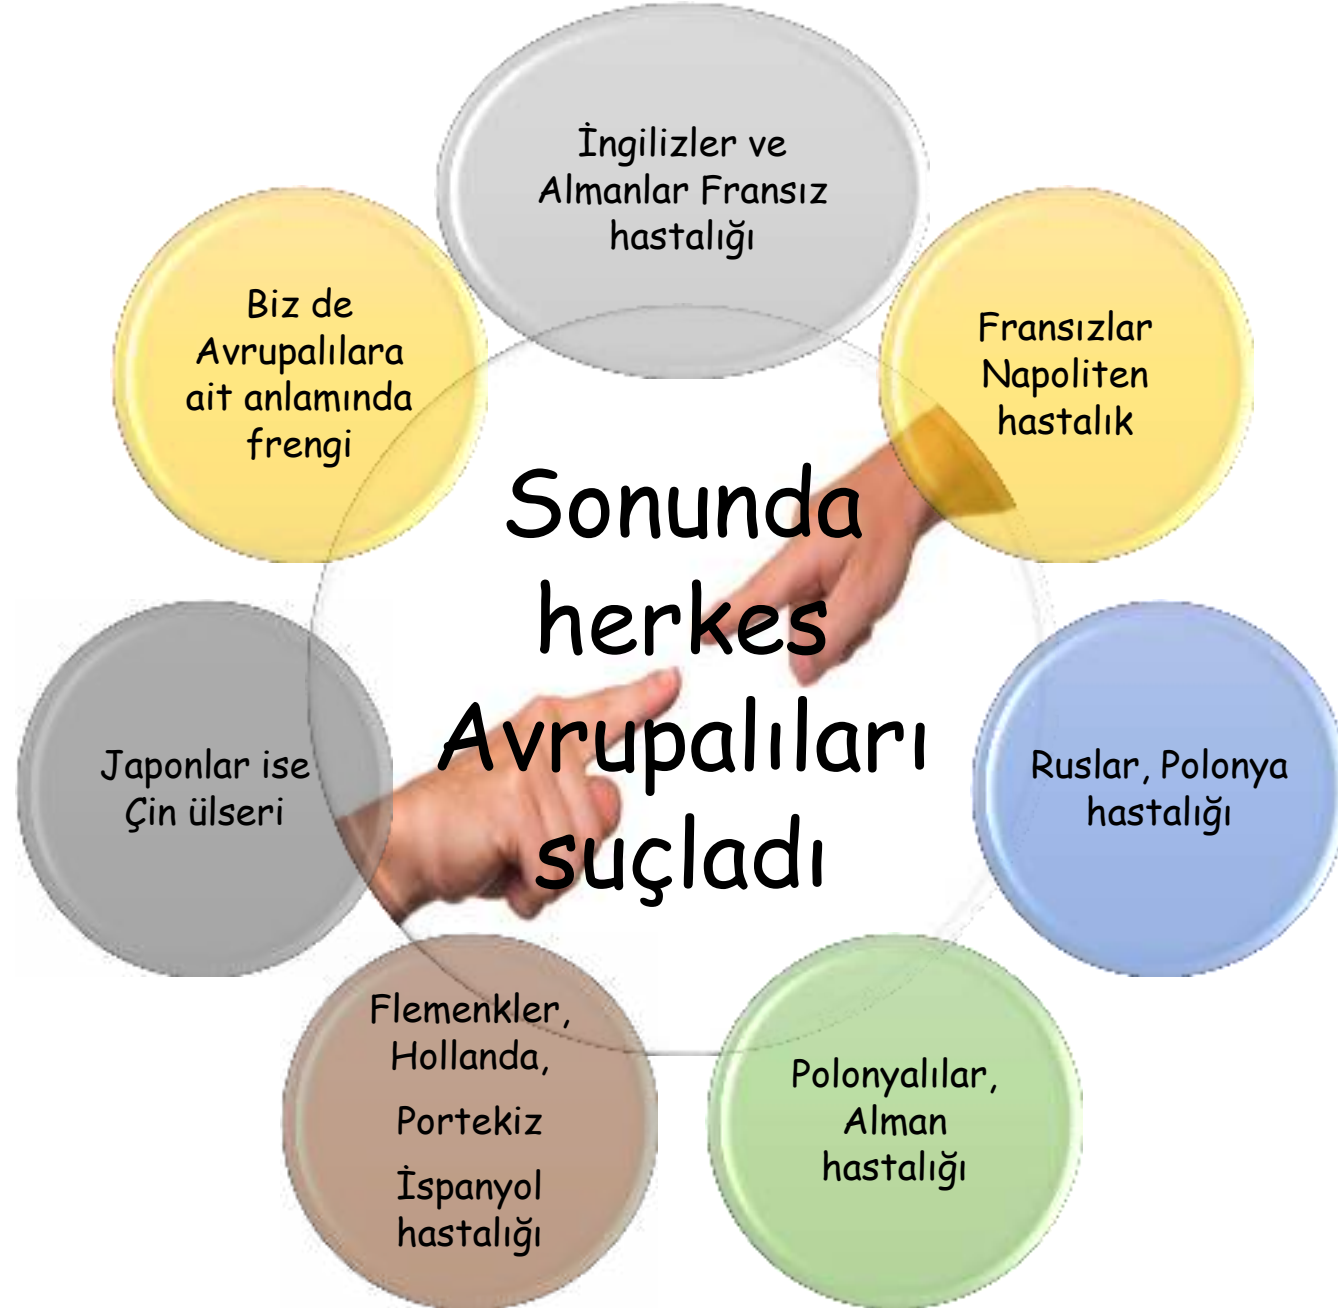 İngilizler ve
Almanlar Fransız
hastalığı
Fransızlar
Napoliten
hastalık
Ruslar, Polonya
hastalığı
Polonyalılar,
Alman
hastalığı
Flemenkler,
Hollanda,
Portekiz
İspanyol
hastalığı
Japonlar ise
Çin ülseri
Biz de
Avrupalılara
ait anlamında
frengi
Sonunda
herkes
Avrupalıları
suçladı